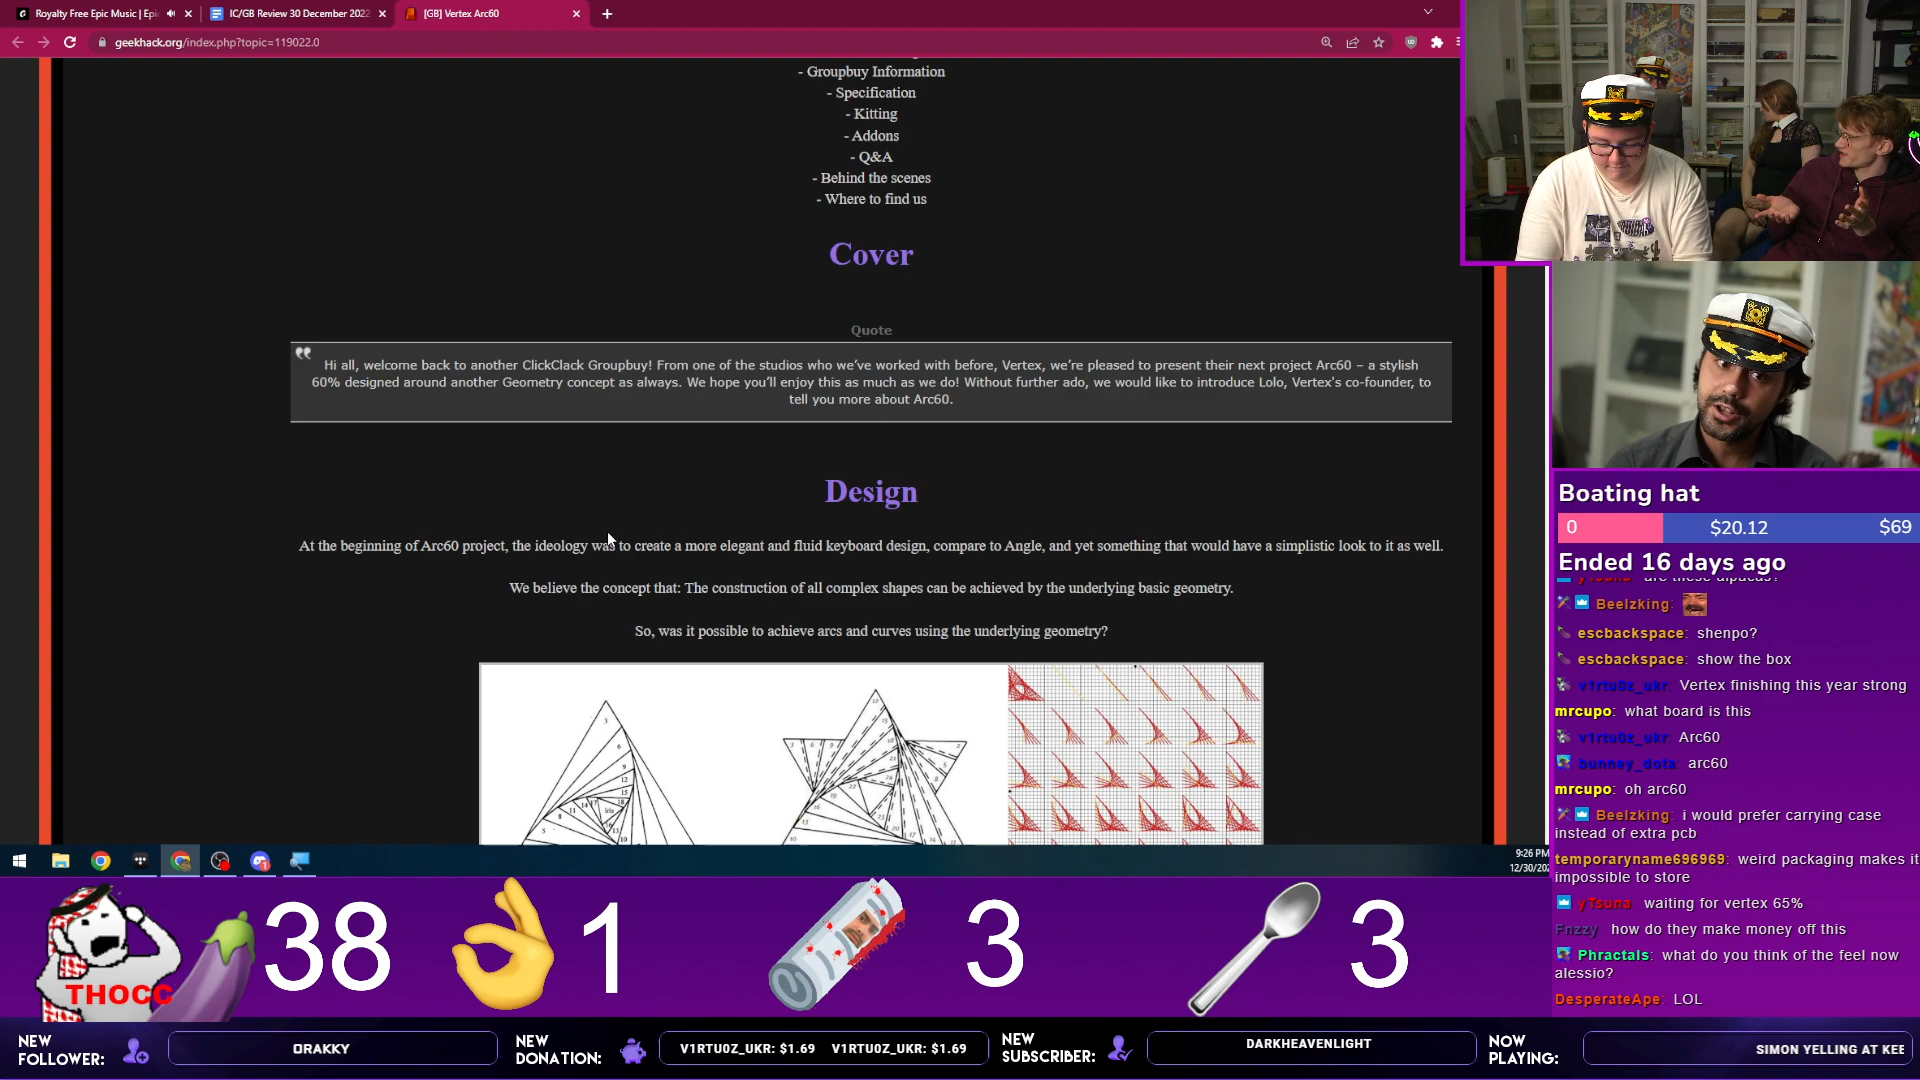 Royalty Free Epic Music | Epi
IC/GB Review 30 December 2022
[GB] Vertex Arc60
geekhack.org/index.php?topic=119022.0
- Groupbuy Information
- Specification
- Kitting
- Addons
- Q&A
- Behind the scenes
- Where to find us
Cover
Quote
Hi all, welcome back to another ClickClack Groupbuy! From one of the studios who we've worked with before, Vertex, we're pleased to present their next project Arc60 – a stylish
60% designed around another Geometry concept as always. We hope you'll enjoy this as much as we do! Without further ado, we would like to introduce Lolo, Vertex's co-founder, to
tell you more about Arc60.
Design
At the beginning of Arc60 project, the ideology was to create a more elegant and fluid keyboard design, compare to Angle, and yet something that would have a simplistic look to it as well.
We believe the concept that: The construction of all complex shapes can be achieved by the underlying basic geometry.
So, was it possible to achieve arcs and curves using the underlying geometry?
9:26 PM
12/30/202
Boating hat
0 $20.12 $69
Ended 16 days ago
yTsuna: are these alpacas?
Beelzking:
escbackspace: shenpo?
escbackspace: show the box
v1rtu0z_ukr: Vertex finishing this year strong
mrcupo: what board is this
v1rtu0z_ukr: Arc60
bunney_dota: arc60
mrcupo: oh arc60
Beelzking: i would prefer carrying case
instead of extra pcb
temporaryname696969: weird packaging makes it
impossible to store
yTsuna: waiting for vertex 65%
Fnzzy: how do they make money off this
Phractals: what do you think of the feel now
alessio?
DesperateApe: LOL
THOCC
38
1
3
3
NEW
FOLLOWER:
ORAKKY
NEW
DONATION:
V1RTU0Z_UKR: $1.69 V1RTU0Z_UKR: $1.69
NEW
SUBSCRIBER:
DARKHEAVENLIGHT
NOW
PLAYING:
SIMON YELLING AT KEE